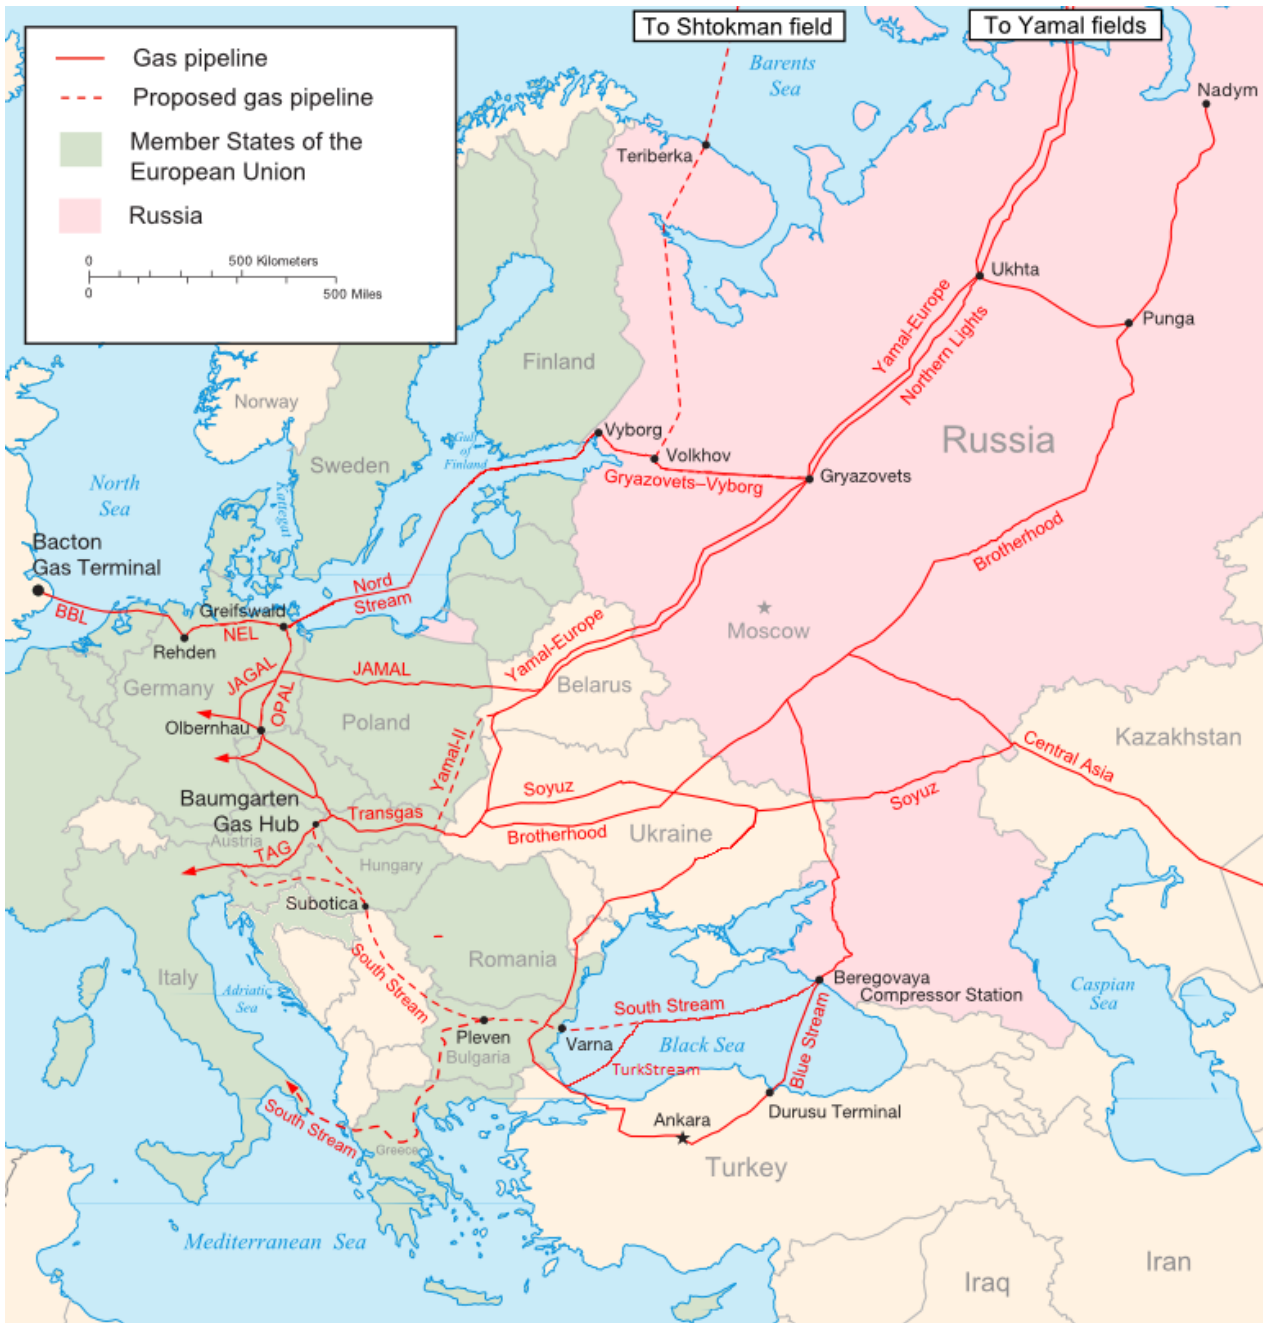 To Shtokman field
To Yamal fields
Gas pipeline
Proposed gas pipeline
Member States of the
European Union
Russia
0
500 Kilometers
0
500 Miles
Barents
Sea
Nadym
Teriberka
Ukhta
Punga
Yamal-Europe
Northern Lights
Finland
Norway
Sweden
Gulf
of
Finland
Vyborg
Volkhov
Gryazovets–Vyborg
Gryazovets
Russia
North
Sea
Kattegat
Bacton
Gas Terminal
BBL
Nord
Stream
Greifswald
NEL
Rehden
Brotherhood
Moscow
Yamal-Europe
JAMAL
JAGAL
OPAL
Germany
Belarus
Poland
Olbernhau
Yamal-II
Kazakhstan
Central Asia
Soyuz
Soyuz
Baumgarten
Gas Hub
Transgas
Brotherhood
Ukraine
Austria
TAG
Hungary
Subotica
Romania
South Stream
Italy
Adriatic
Sea
Beregovaya
Compressor Station
Caspian
Sea
South Stream
Pleven
Varna
Bulgaria
Black Sea
Blue Stream
TurkStream
Durusu Terminal
Ankara
South Stream
Greece
Turkey
Mediterranean Sea
Iraq
Iran